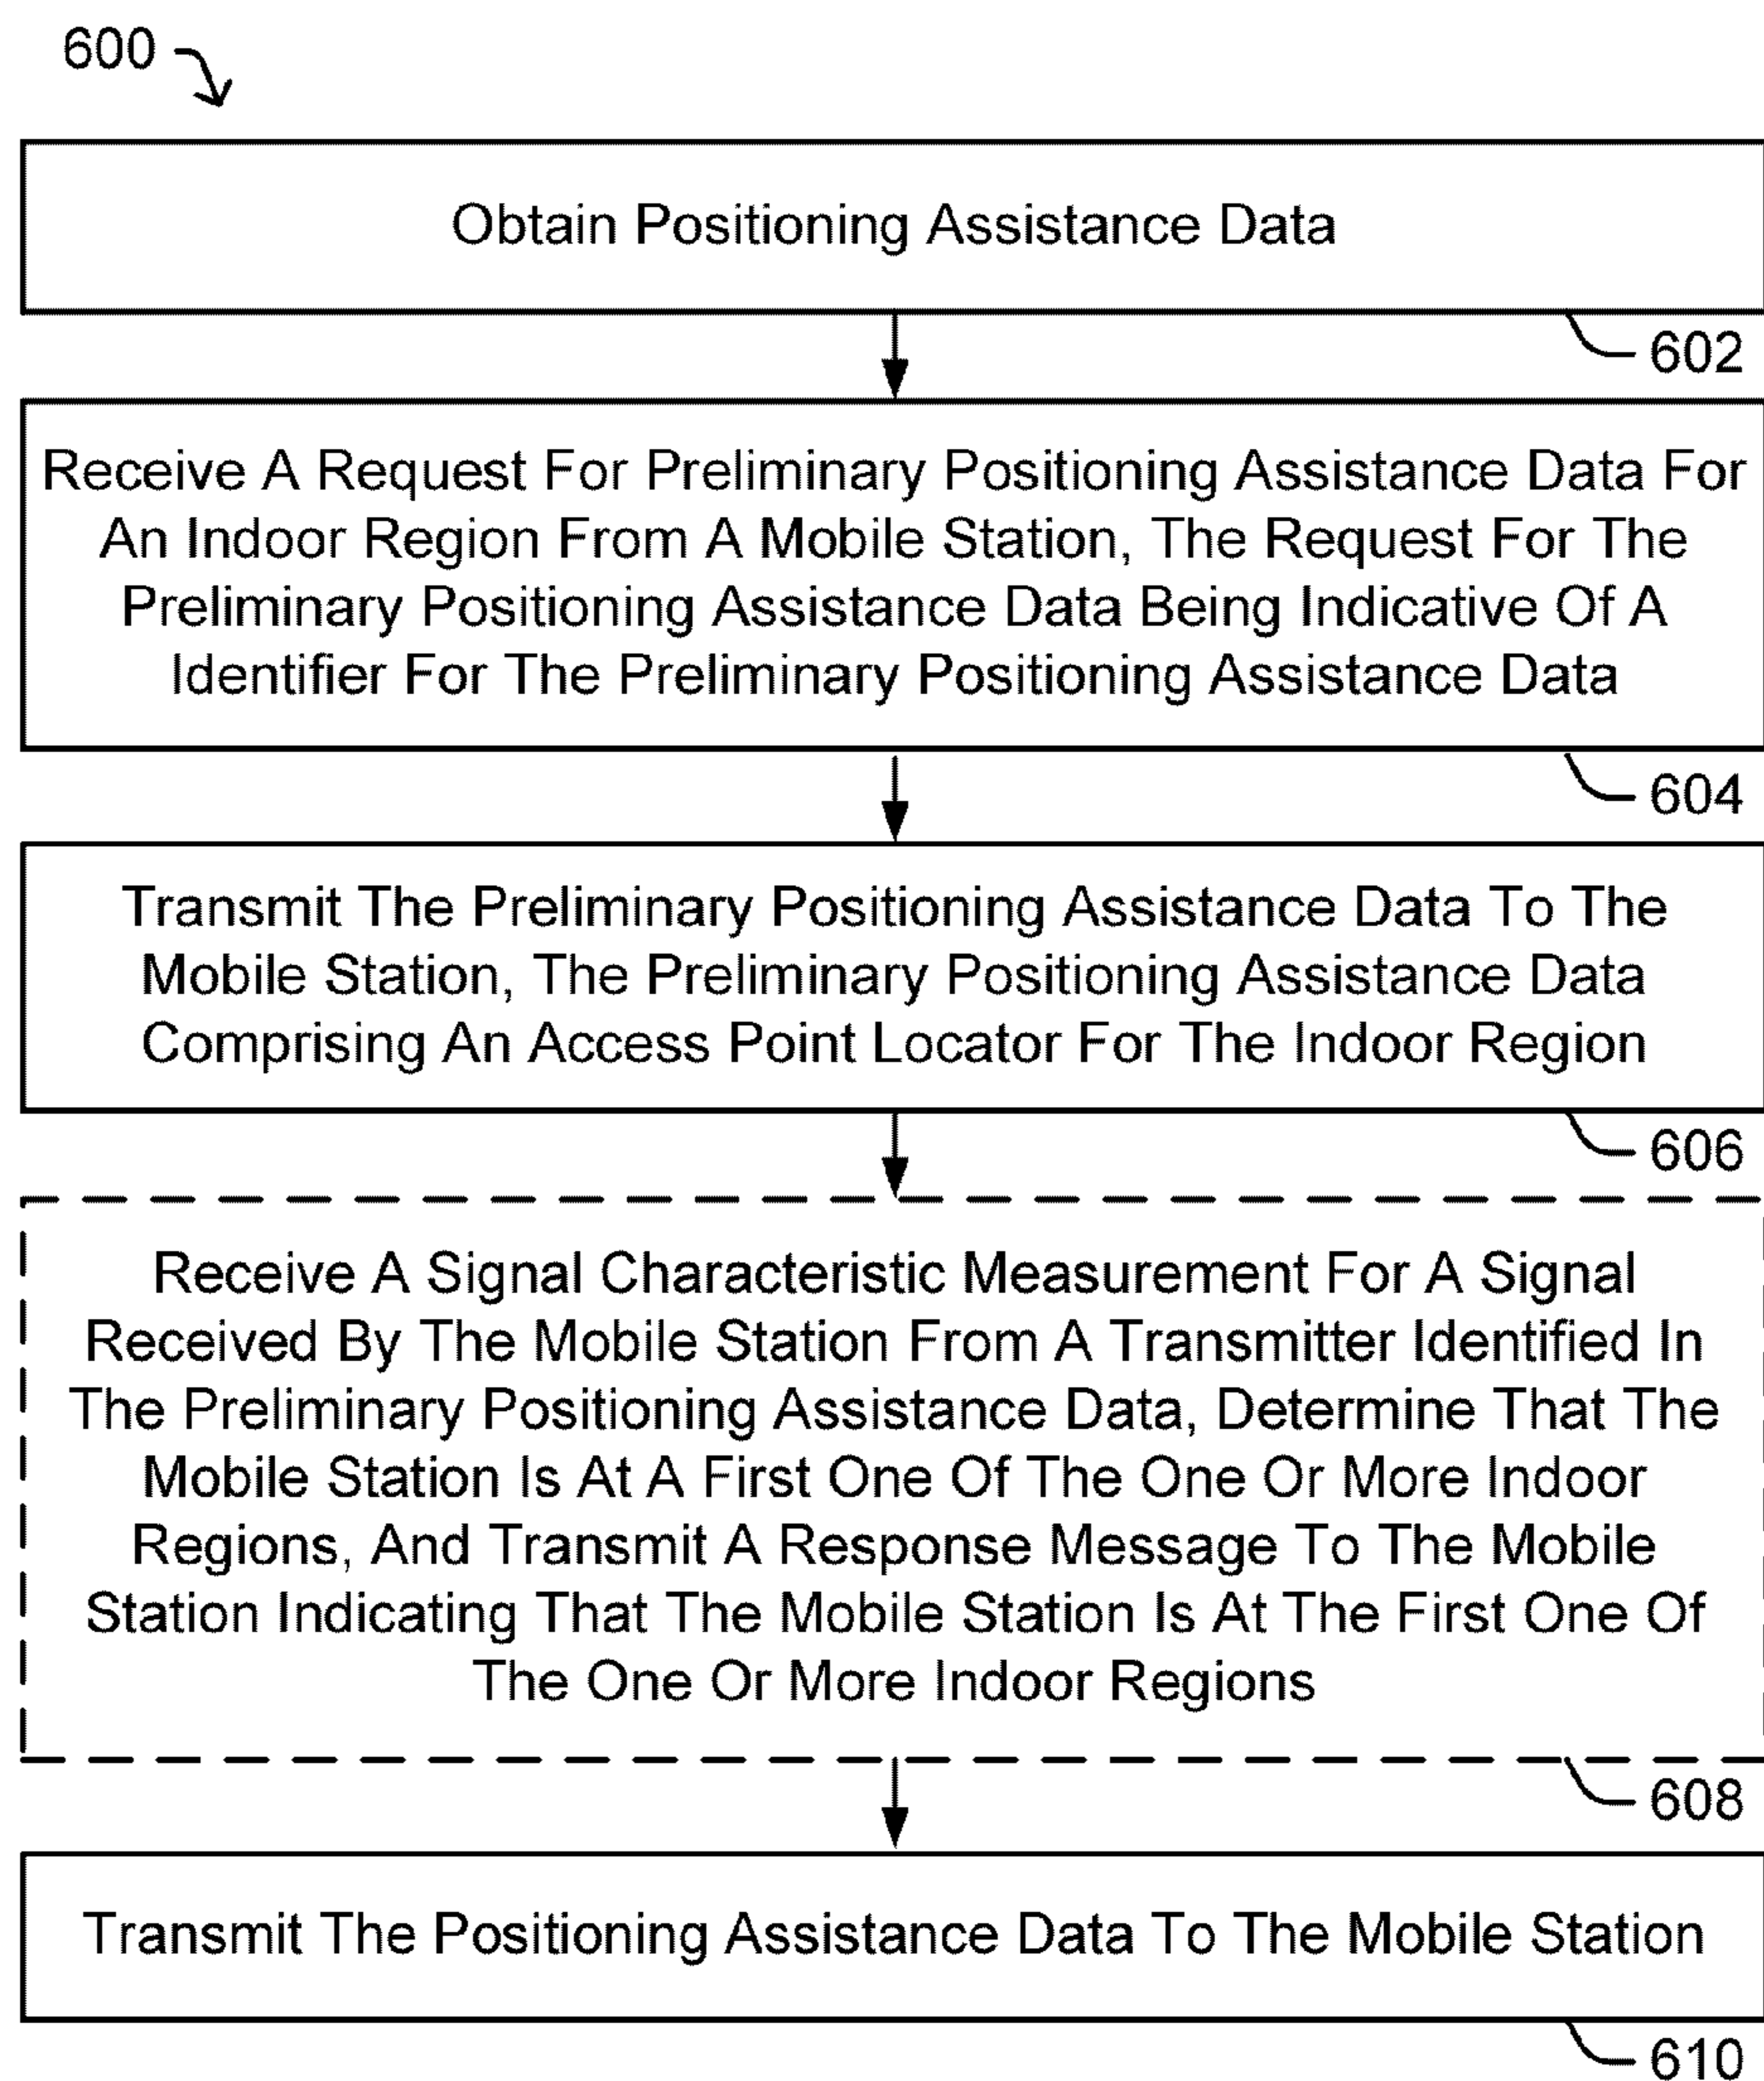 600
Obtain Positioning Assistance Data
602
Receive A Request For Preliminary Positioning Assistance Data For
An Indoor Region From A Mobile Station, The Request For The
Preliminary Positioning Assistance Data Being Indicative Of A
Identifier For The Preliminary Positioning Assistance Data
604
Transmit The Preliminary Positioning Assistance Data To The
Mobile Station, The Preliminary Positioning Assistance Data
Comprising An Access Point Locator For The Indoor Region
606
Receive A Signal Characteristic Measurement For A Signal
Received By The Mobile Station From A Transmitter Identified In
The Preliminary Positioning Assistance Data, Determine That The
Mobile Station Is At A First One Of The One Or More Indoor
Regions, And Transmit A Response Message To The Mobile
Station Indicating That The Mobile Station Is At The First One Of
The One Or More Indoor Regions
608
Transmit The Positioning Assistance Data To The Mobile Station
610